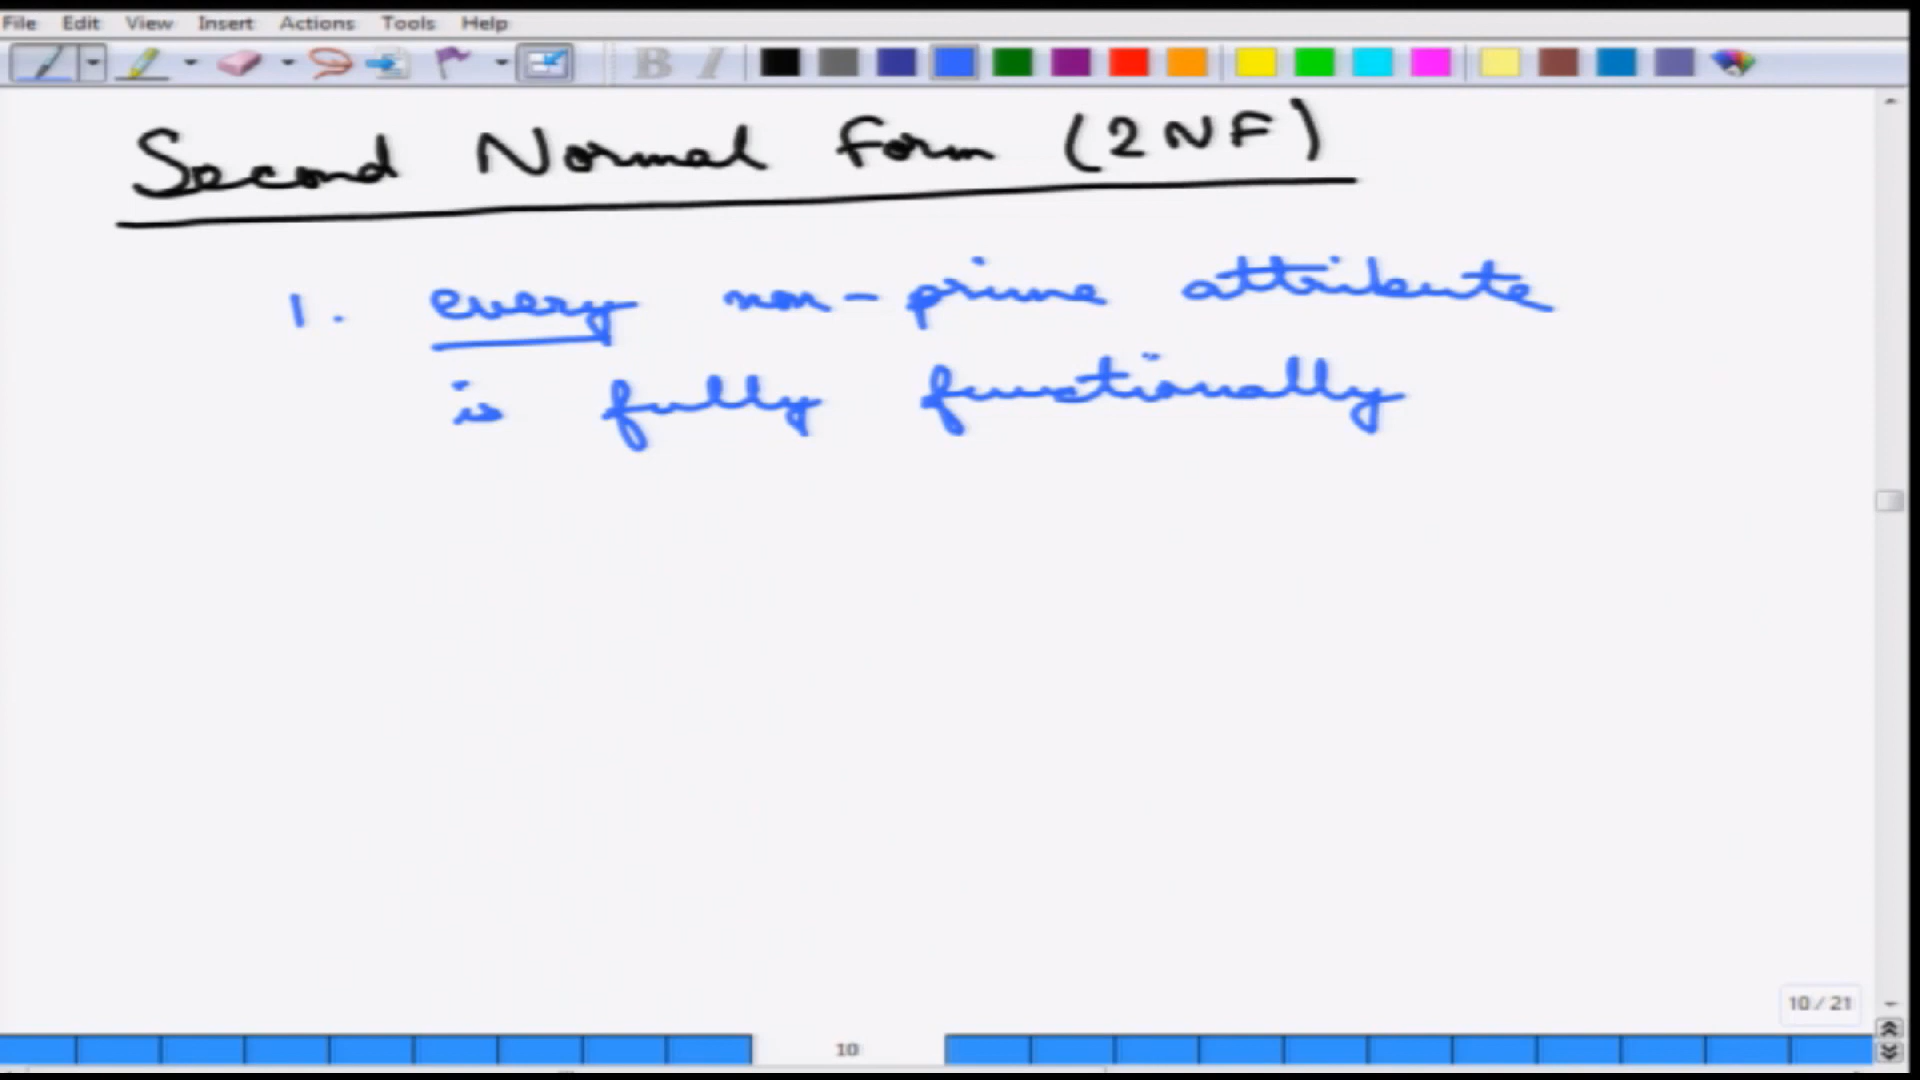 File Edit View Insert Actions Tools Help
B I
Second Normal Form (2NF)
1. every non-prime attribute
is fully functionally
10 / 21
10